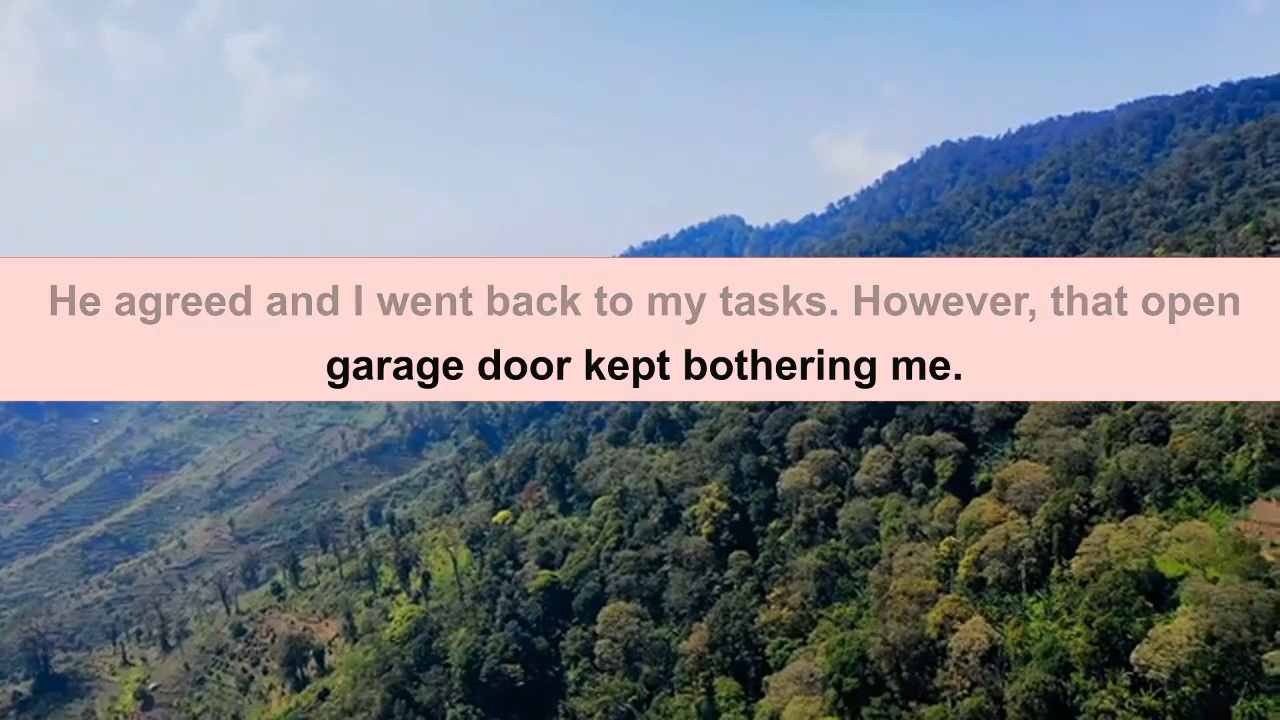 He agreed and I went back to my tasks. However, that open
garage door kept bothering me.